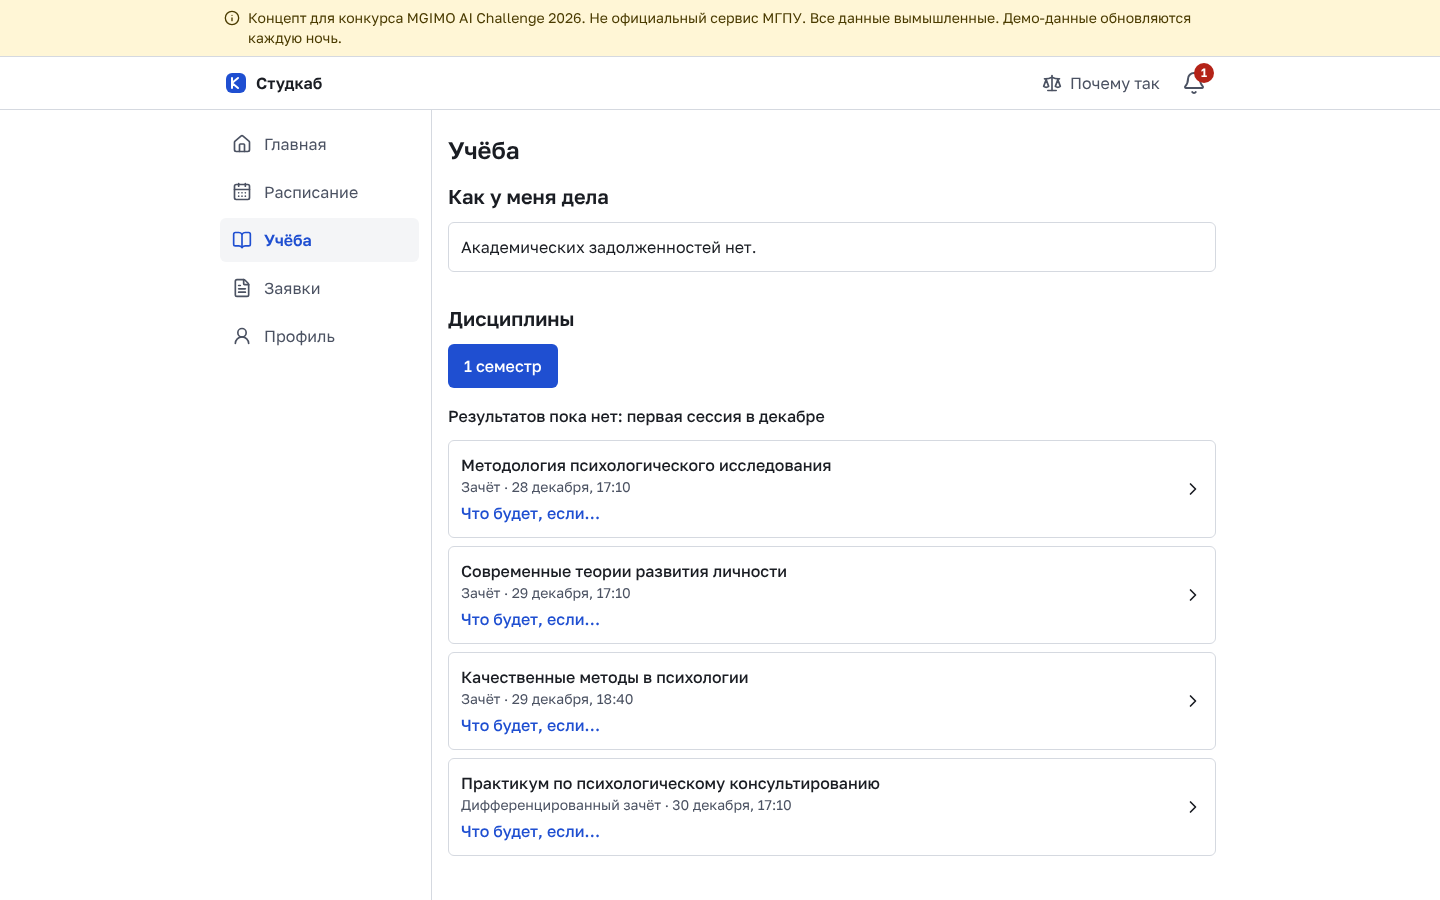 Концепт для конкурса MGIMO AI Challenge 2026. Не официальный сервис МГПУ. Все данные вымышленные. Демо-данные обновляются
каждую ночь.
Студкаб
Почему так
1
Главная
Расписание
Учёба
Заявки
Профиль
Учёба
Как у меня дела
Академических задолженностей нет.
Дисциплины
1 семестр
Результатов пока нет: первая сессия в декабре
Методология психологического исследования
Зачёт · 28 декабря, 17:10
Что будет, если...
Современные теории развития личности
Зачёт · 29 декабря, 17:10
Что будет, если...
Качественные методы в психологии
Зачёт · 29 декабря, 18:40
Что будет, если...
Практикум по психологическому консультированию
Дифференцированный зачёт · 30 декабря, 17:10
Что будет, если...